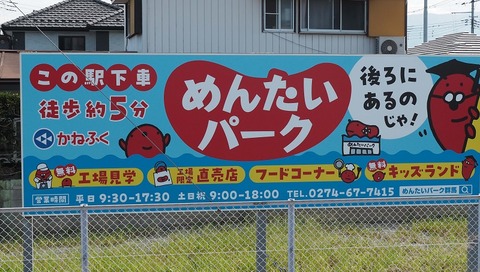 この駅下車
徒歩約5分
かねふく
めんたい
パーク
後ろに
あるの
じゃ!
無料
工場見学
工場
限定
直売店
フードコーナー
無料
キッズランド
営業時間 平日 9:30-17:30 土日祝 9:00-18:00 TEL.0274-67-7415 めんたいパーク群馬